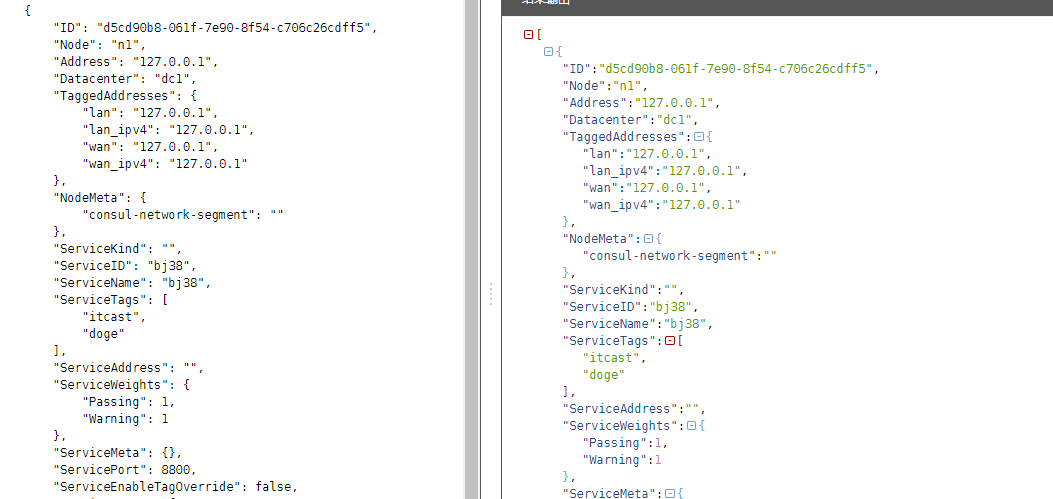 {
"ID": "d5cd90b8-061f-7e90-8f54-c706c26cdff5",
"Node": "n1",
"Address": "127.0.0.1",
"Datacenter": "dc1",
"TaggedAddresses": {
"lan": "127.0.0.1",
"lan_ipv4": "127.0.0.1",
"wan": "127.0.0.1",
"wan_ipv4": "127.0.0.1"
},
"NodeMeta": {
"consul-network-segment": ""
},
"ServiceKind": "",
"ServiceID": "bj38",
"ServiceName": "bj38",
"ServiceTags": [
"itcast",
"doge"
],
"ServiceAddress": "",
"ServiceWeights": {
"Passing": 1,
"Warning": 1
},
"ServiceMeta": {},
"ServicePort": 8800,
"ServiceEnableTagOverride": false,
[
{
"ID":"d5cd90b8-061f-7e90-8f54-c706c26cdff5",
"Node":"n1",
"Address":"127.0.0.1",
"Datacenter":"dc1",
"TaggedAddresses":{
"lan":"127.0.0.1",
"lan_ipv4":"127.0.0.1",
"wan":"127.0.0.1",
"wan_ipv4":"127.0.0.1"
},
"NodeMeta":{
"consul-network-segment":""
},
"ServiceKind":"",
"ServiceID":"bj38",
"ServiceName":"bj38",
"ServiceTags":[
"itcast",
"doge"
],
"ServiceAddress":"",
"ServiceWeights":{
"Passing":1,
"Warning":1
},
"ServiceMeta":{